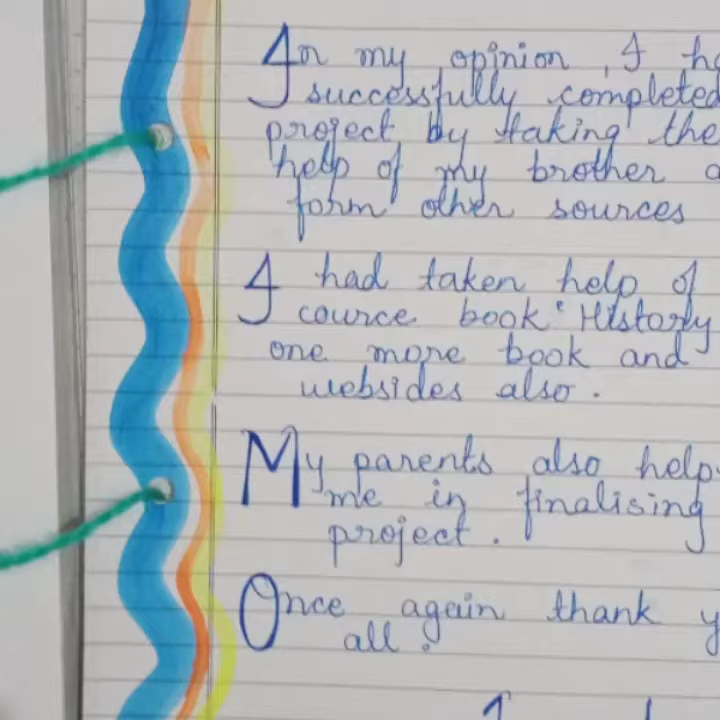 In my opinion, I ha
successfully completed
project by taking the
help of my brother a
form other sources
I had taken help of
cource book "History
one more book and
websides also.
My parents also help
me in finalising
project.
Once again thank y
all.